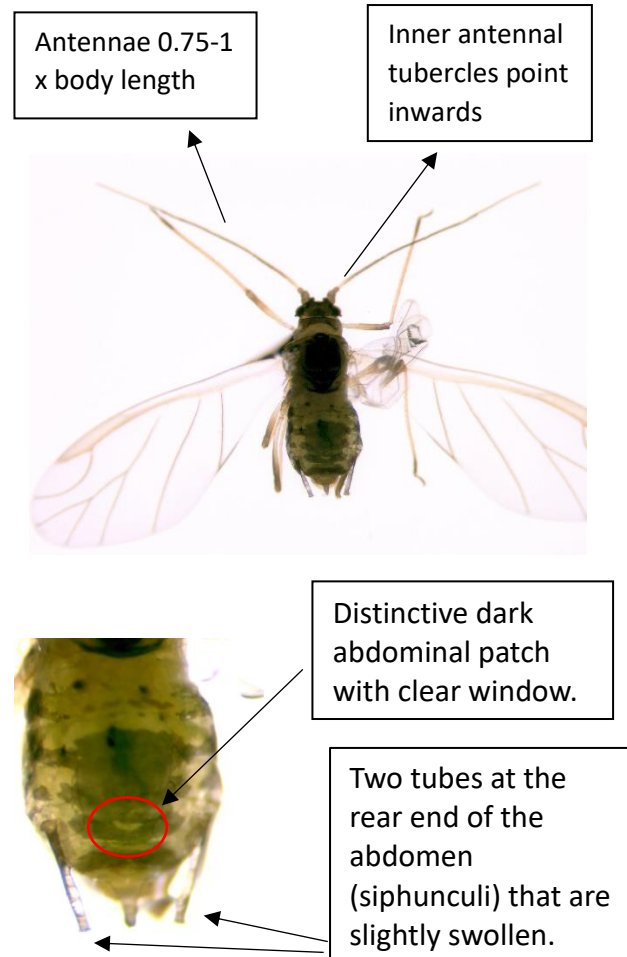 Antennae 0.75-1
x body length
Inner antennal
tubercles point
inwards
Distinctive dark
abdominal patch
with clear window.
Two tubes at the
rear end of the
abdomen
(siphunculi) that are
slightly swollen.